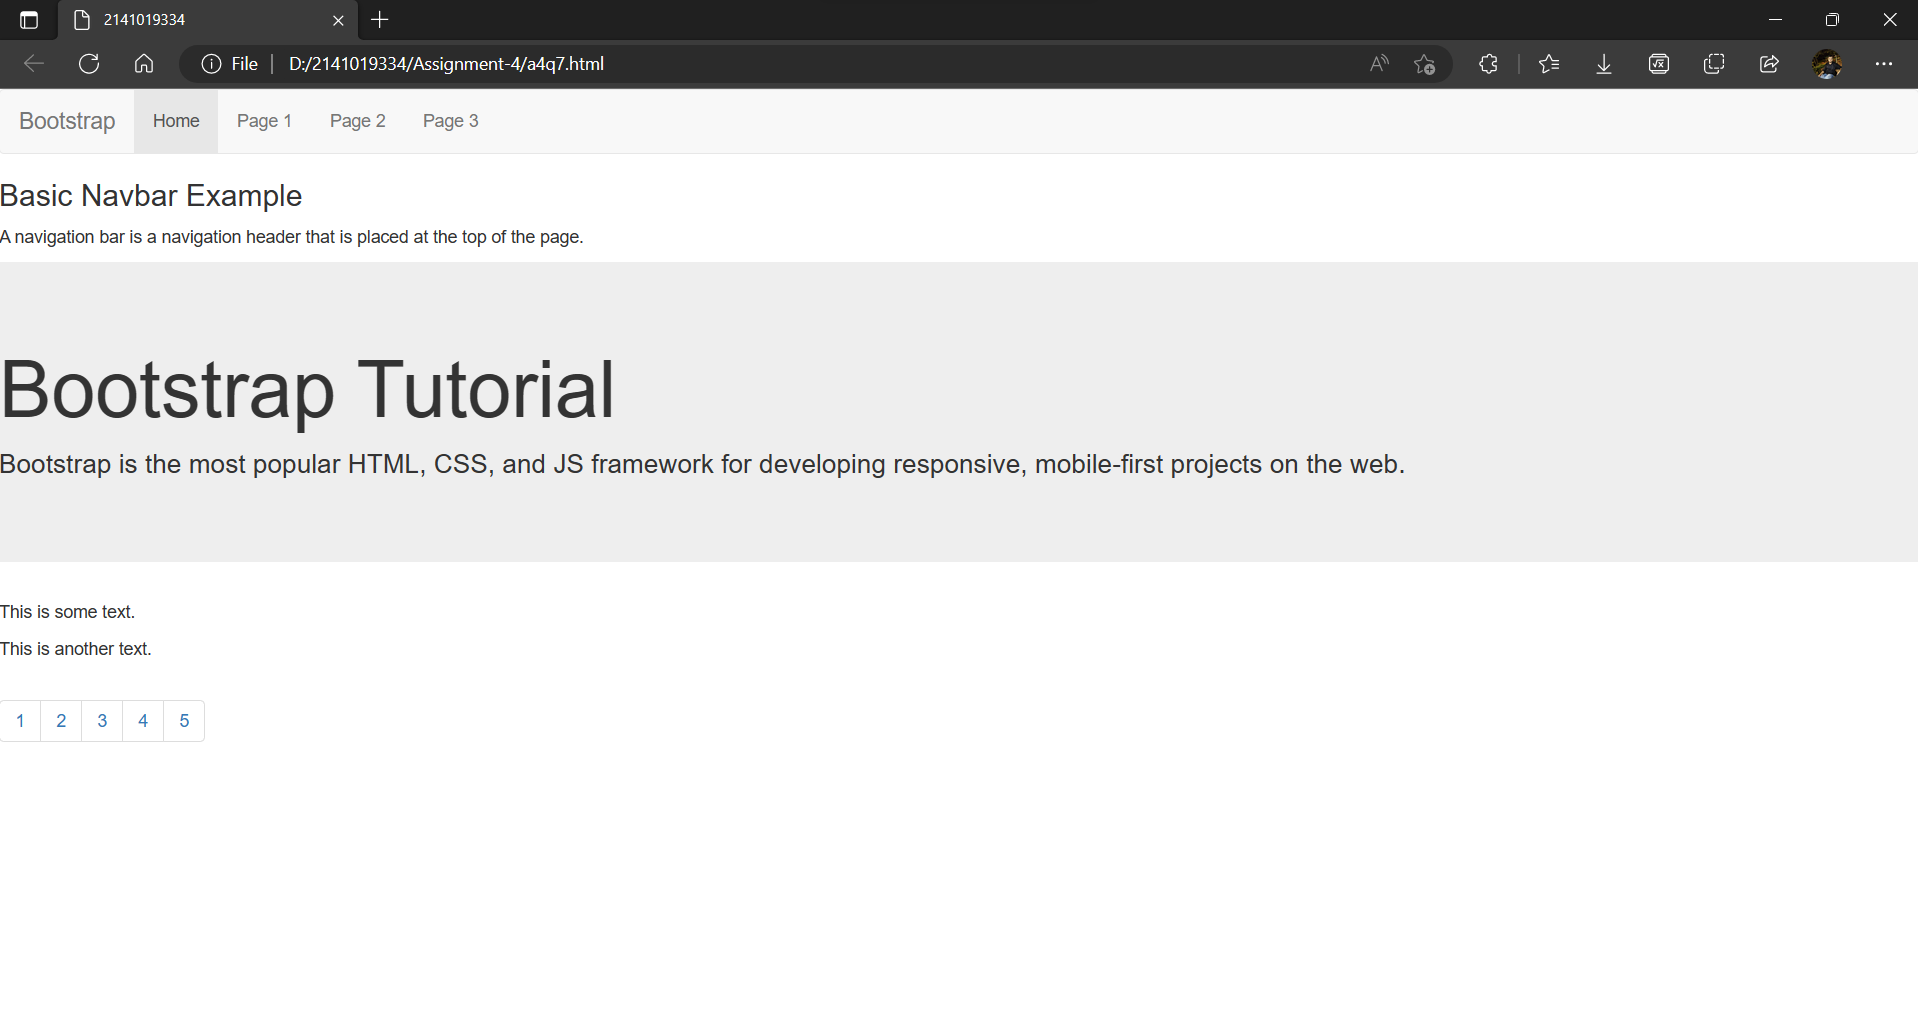 2141019334
File D:/2141019334/Assignment-4/a4q7.html
Bootstrap Home Page 1 Page 2 Page 3
Basic Navbar Example
A navigation bar is a navigation header that is placed at the top of the page.
Bootstrap Tutorial
Bootstrap is the most popular HTML, CSS, and JS framework for developing responsive, mobile-first projects on the web.
This is some text.
This is another text.
1 2 3 4 5